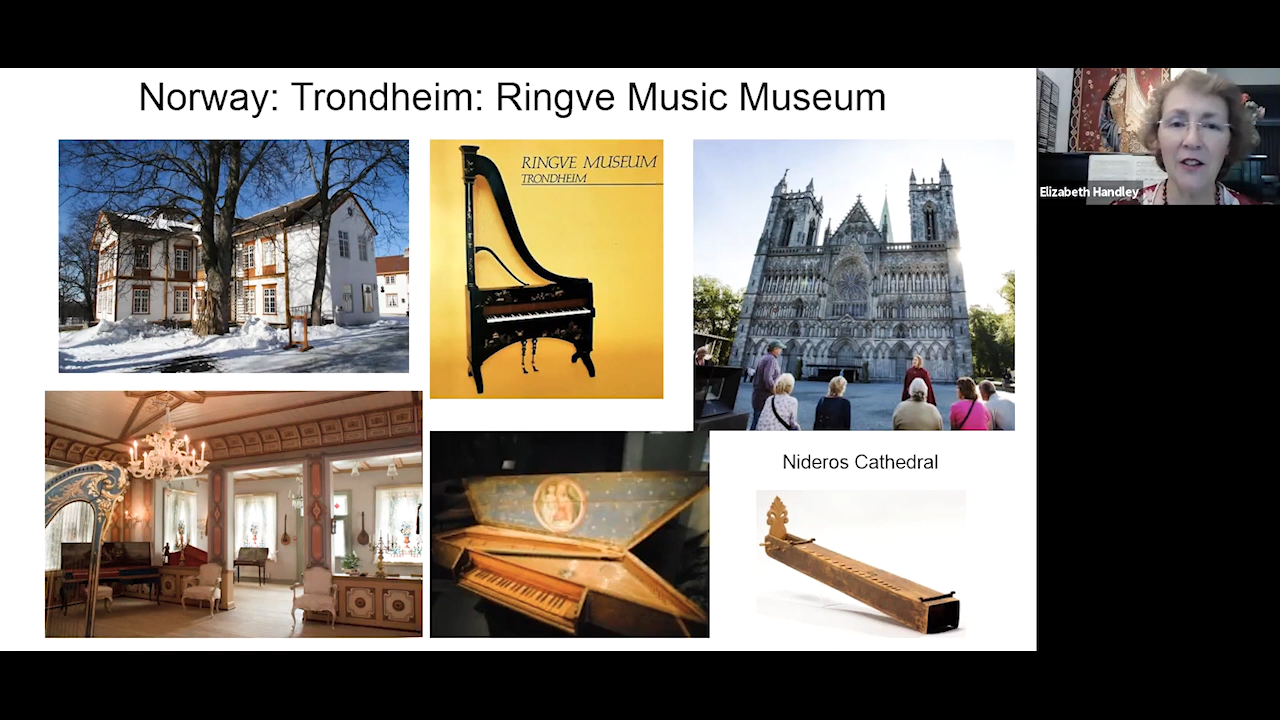 Norway: Trondheim: Ringve Music Museum
RINGVE MUSEUM
TRONDHEIM
Elizabeth Handley
Nideros Cathedral